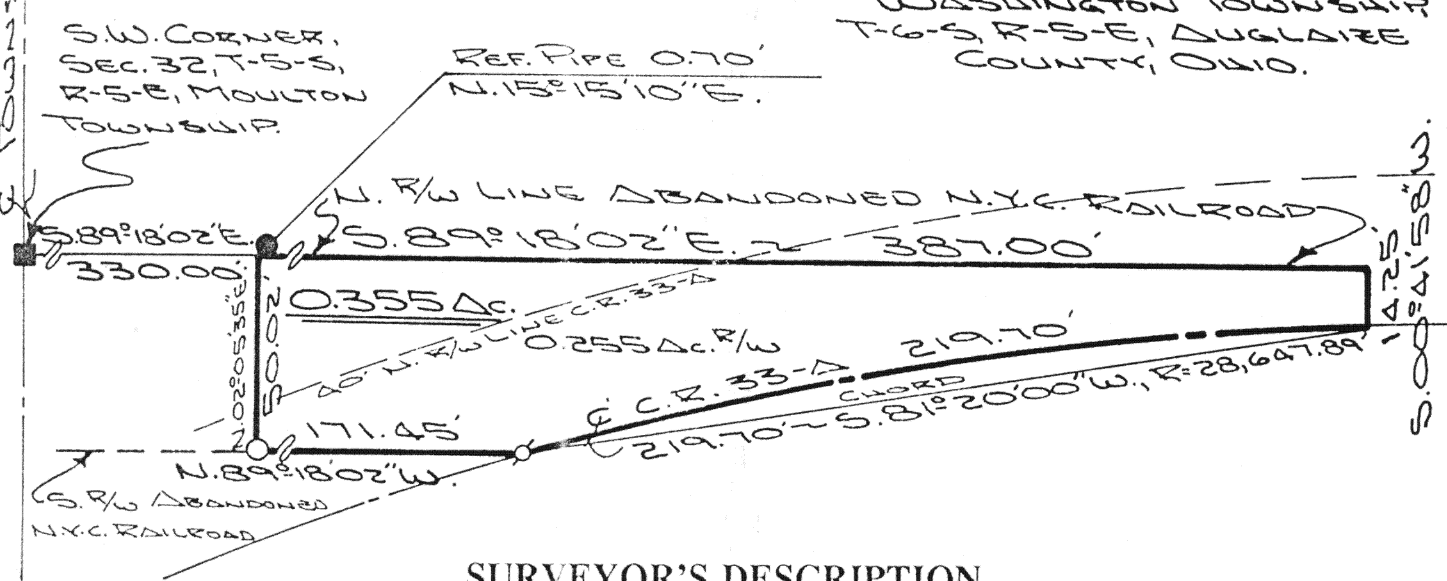 WASHINGTON TOWNSHIP,
T-6-S, R-5-E, AUGLAIZE
COUNTY, OHIO.
S.W. CORNER,
SEC. 32, T-5-S,
R-5-E, MOULTON
TOWNSHIP.
REF. PIPE 0.70'
N.15°15'10"E.
N. R/W LINE ABANDONED N.Y.C. RAILROAD
S.89°18'02"E.
330.00'
S.89°18'02"E. ~ 387.00'
14.25'
S.00°41'58"W.
N.02°05'35"E.
50.02'
0.355 AC.
40' N. R/W LINE C.R. 33-A
0.255 AC. R/W
219.70'
℄ C.R. 33-A
CHORD
219.70' ~ S.81°20'00"W., R=28,647.89'
171.45'
N.89°18'02"W.
S. R/W ABANDONED
N.Y.C. RAILROAD
SURVEYOR'S DESCRIPTION